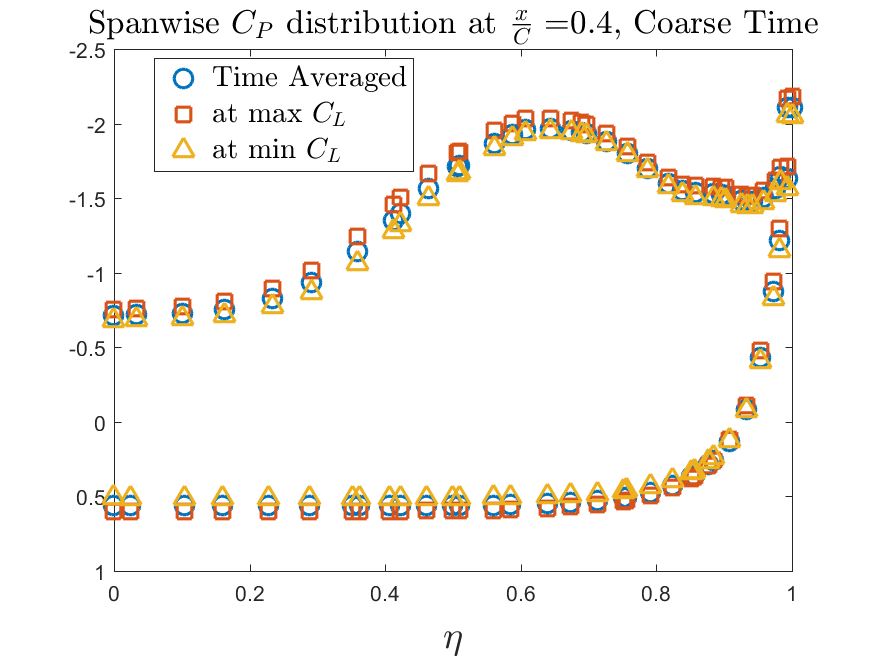 Spanwise C_P distribution at x/C =0.4, Coarse Time
-2.5
Time Averaged
at max C_L
at min C_L
-2
-1.5
-1
-0.5
0
0.5
1
0 0.2 0.4 0.6 0.8 1
η